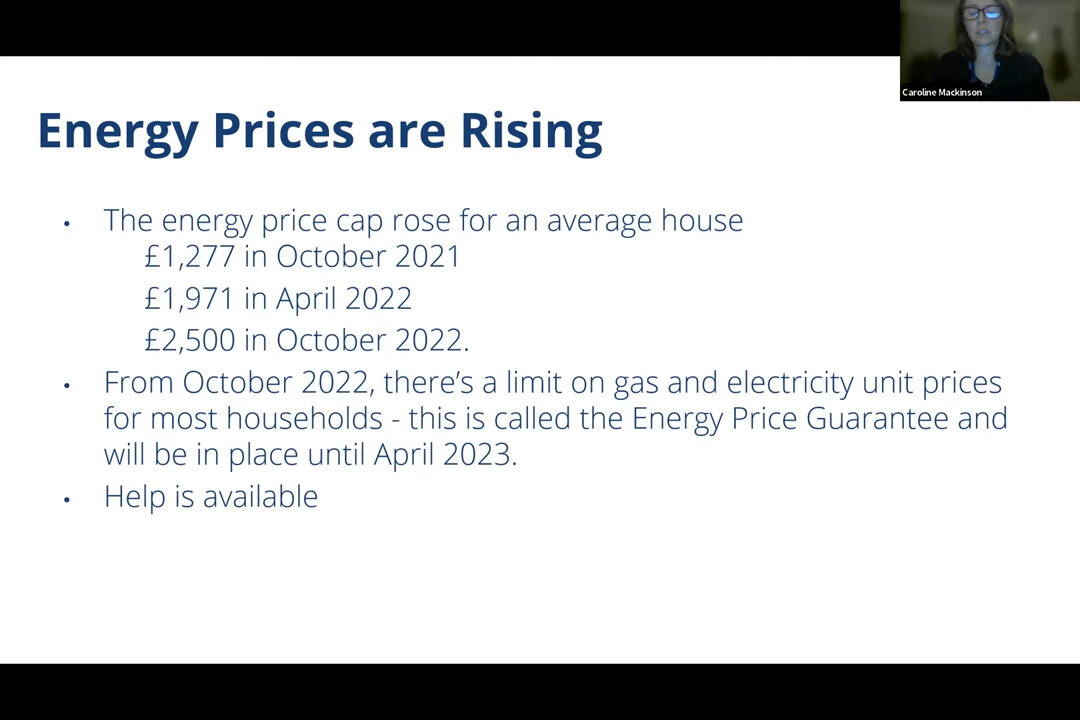 Caroline Mackinson
Energy Prices are Rising
• The energy price cap rose for an average house
£1,277 in October 2021
£1,971 in April 2022
£2,500 in October 2022.
• From October 2022, there’s a limit on gas and electricity unit prices
for most households - this is called the Energy Price Guarantee and
will be in place until April 2023.
• Help is available